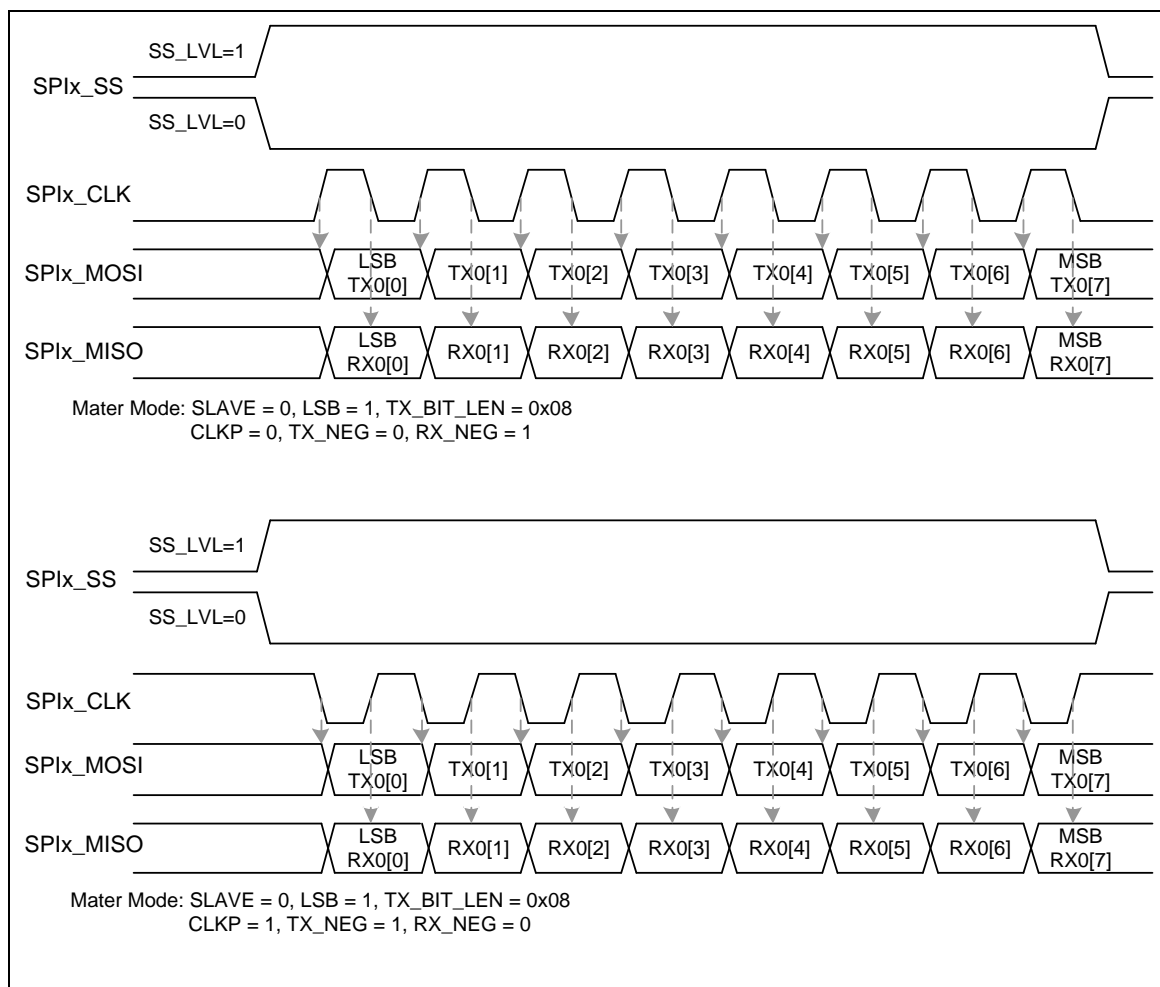 SS_LVL=1
SPIx_SS
SS_LVL=0
SPIx_CLK
SPIx_MOSI
LSB
TX0[0]
TX0[1]
TX0[2]
TX0[3]
TX0[4]
TX0[5]
TX0[6]
MSB
TX0[7]
SPIx_MISO
LSB
RX0[0]
RX0[1]
RX0[2]
RX0[3]
RX0[4]
RX0[5]
RX0[6]
MSB
RX0[7]
Mater Mode: SLAVE = 0, LSB = 1, TX_BIT_LEN = 0x08
CLKP = 0, TX_NEG = 0, RX_NEG = 1
SS_LVL=1
SPIx_SS
SS_LVL=0
SPIx_CLK
SPIx_MOSI
LSB
TX0[0]
TX0[1]
TX0[2]
TX0[3]
TX0[4]
TX0[5]
TX0[6]
MSB
TX0[7]
SPIx_MISO
LSB
RX0[0]
RX0[1]
RX0[2]
RX0[3]
RX0[4]
RX0[5]
RX0[6]
MSB
RX0[7]
Mater Mode: SLAVE = 0, LSB = 1, TX_BIT_LEN = 0x08
CLKP = 1, TX_NEG = 1, RX_NEG = 0